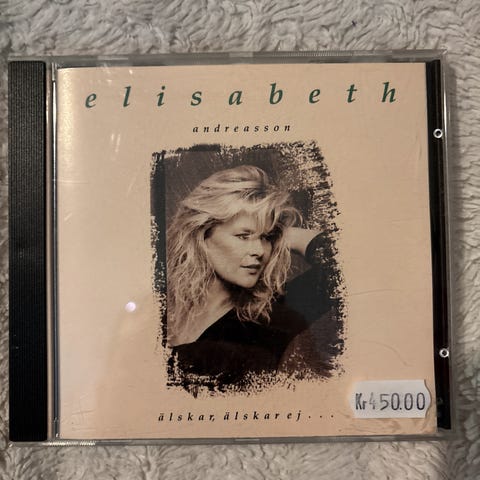 elisabeth
andreasson
älskar, älskar ej . . .
Kr450.00